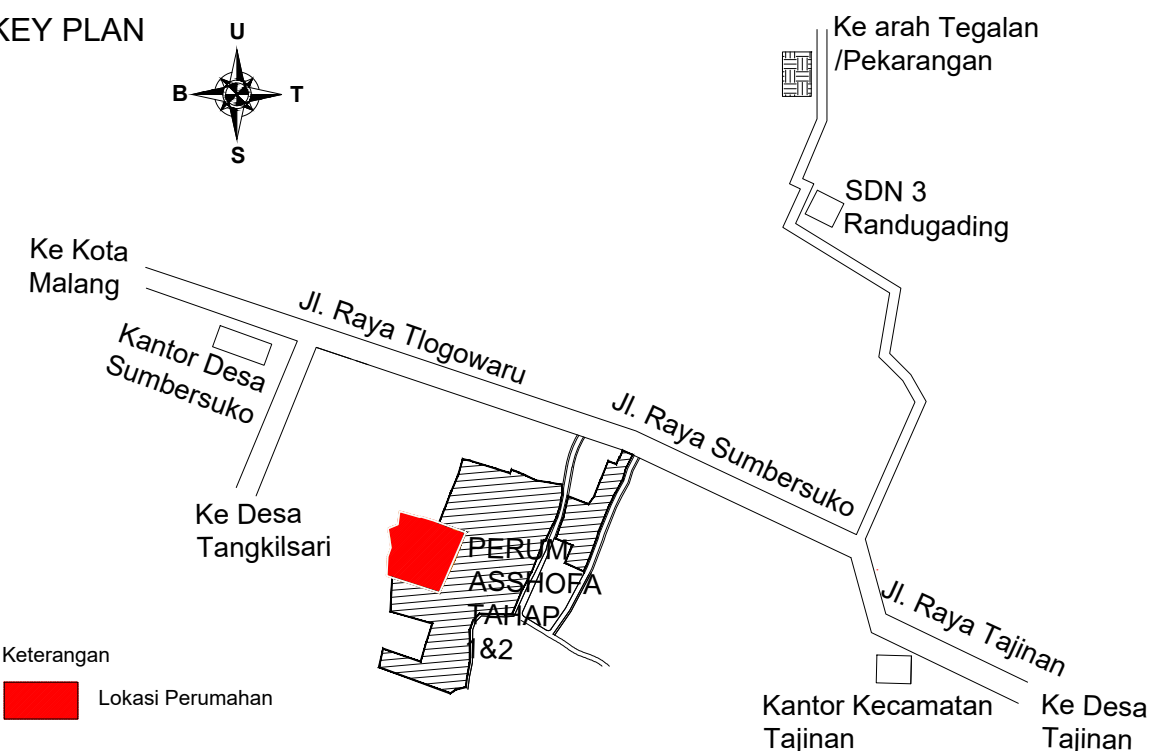 KEY PLAN
U
B
T
S
Ke arah Tegalan
/Pekarangan
SDN 3
Randugading
Ke Kota
Malang
Jl. Raya Tlogowaru
Kantor Desa
Sumbersuko
Jl. Raya Sumbersuko
Ke Desa
Tangkilsari
PERUM
ASSHOFA
TAHAP
1&2
Jl. Raya Tajinan
Keterangan
Lokasi Perumahan
Kantor Kecamatan
Tajinan
Ke Desa
Tajinan